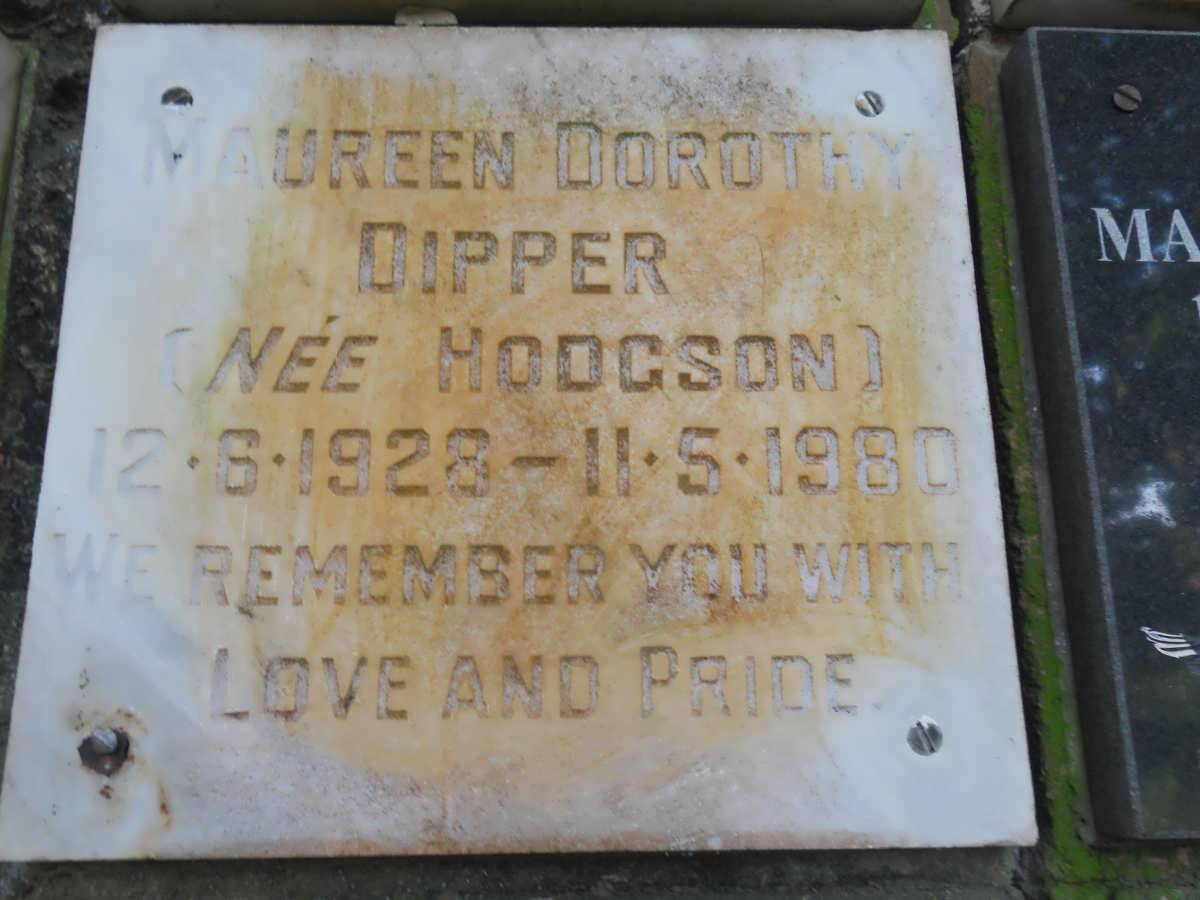 MAUREEN DOROTHY
DIPPER
(NÉE HODGSON)
12·6·1928 – 11·5·1980
WE REMEMBER YOU WITH
LOVE AND PRIDE.
MA